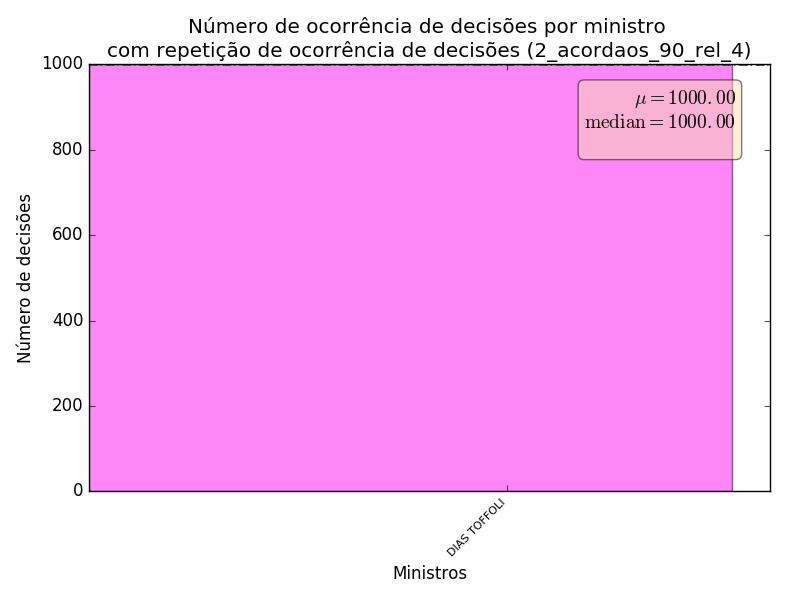 Número de ocorrência de decisões por ministro
com repetição de ocorrência de decisões (2_acordaos_90_rel_4)
1000
800
600
400
200
0
Número de decisões
μ = 1000.00
median = 1000.00
DIAS TOFFOLI
Ministros